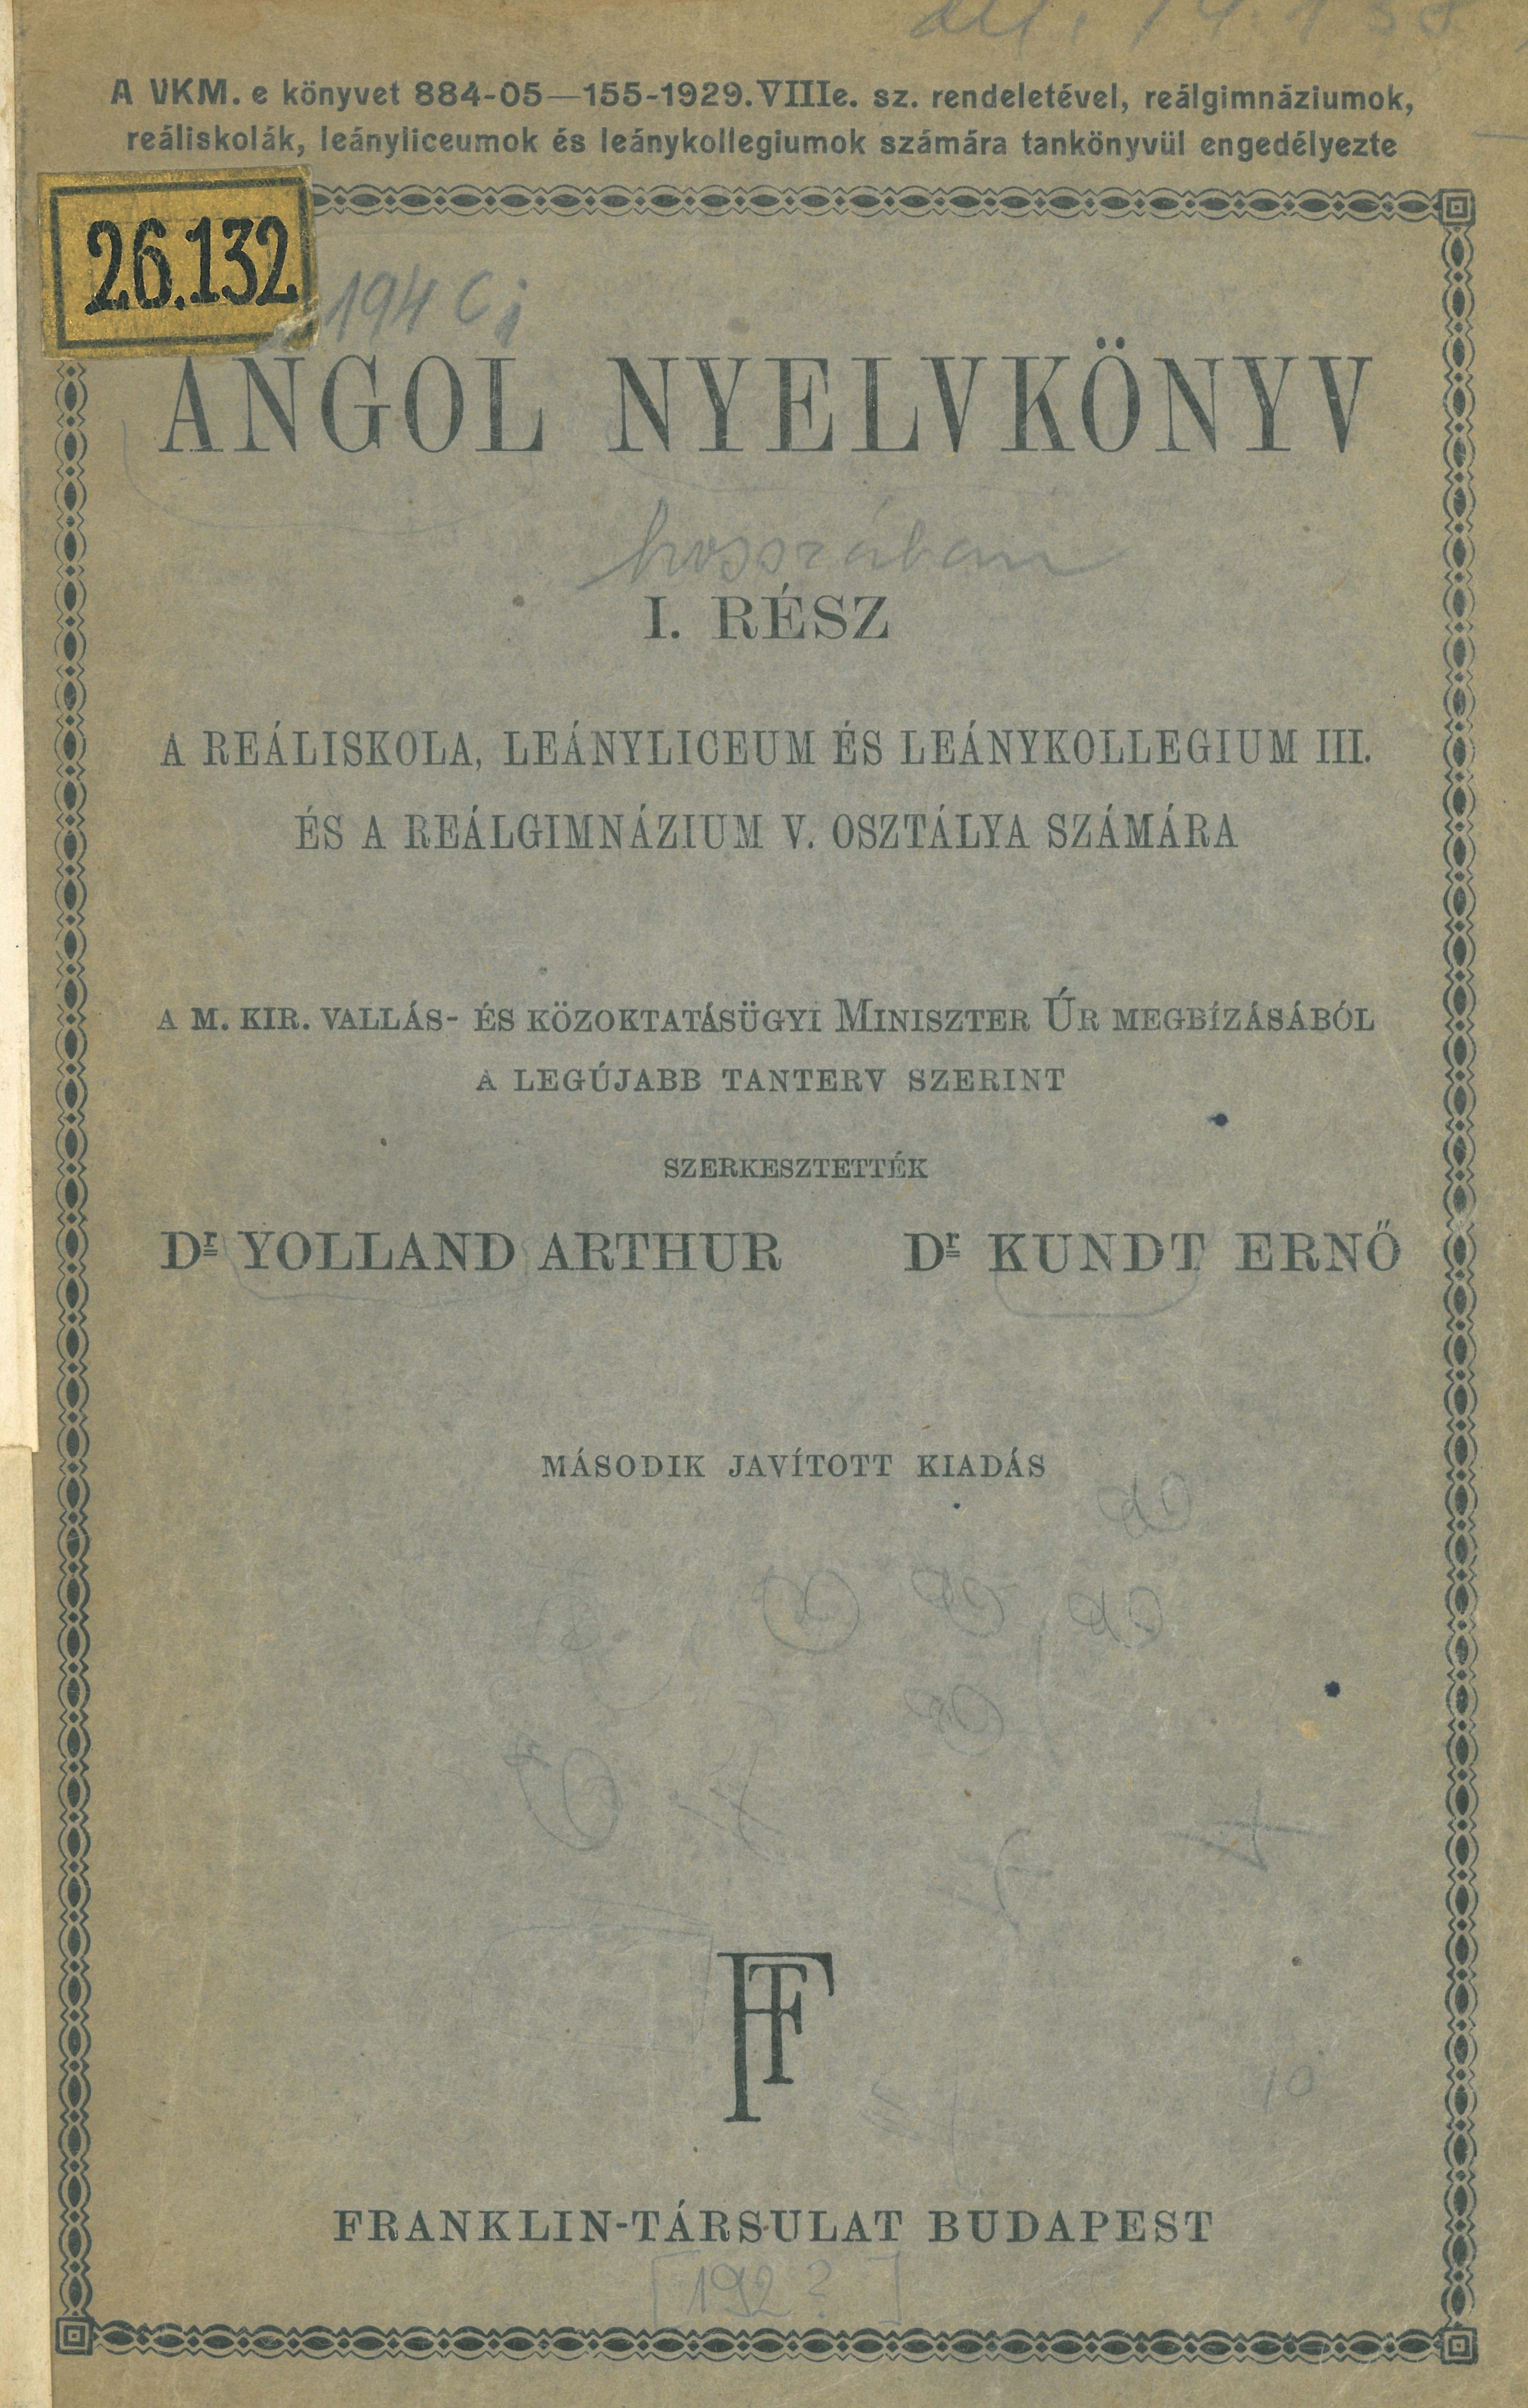 A VKM. e könyvet 884-05—155-1929. VIIIe. sz. rendeletével, reálgimnáziumok,
reáliskolák, leányliceumok és leánykollegiumok számára tankönyvül engedélyezte
26.132
194
ANGOL NYELVKÖNYV
I. RÉSZ
A REÁLISKOLA, LEÁNYLICEUM ÉS LEÁNYKOLLEGIUM III.
ÉS A REÁLGIMNÁZIUM V. OSZTÁLYA SZÁMÁRA
A M. KIR. VALLÁS- ÉS KÖZOKTATÁSÜGYI MINISZTER ÚR MEGBÍZÁSÁBÓL
A LEGÚJABB TANTERV SZERINT
SZERKESZTETTÉK
Dr YOLLAND ARTHUR Dr KUNDT ERNŐ
MÁSODIK JAVÍTOTT KIADÁS
FT
10
FRANKLIN-TÁRSULAT BUDAPEST
[192?]